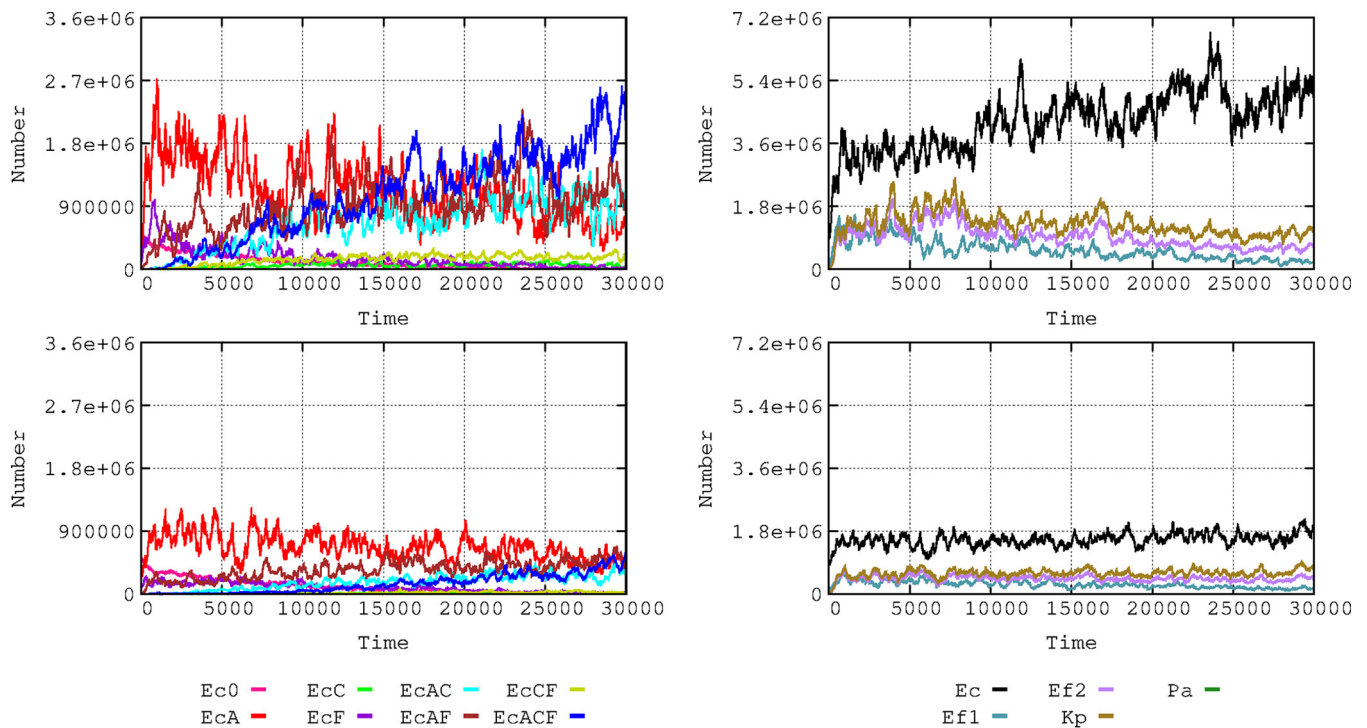 3.6e+06
2.7e+06
1.8e+06
900000
0
Number
0 5000 10000 15000 20000 25000 30000
Time
7.2e+06
5.4e+06
3.6e+06
1.8e+06
0
Number
0 5000 10000 15000 20000 25000 30000
Time
3.6e+06
2.7e+06
1.8e+06
900000
0
Number
0 5000 10000 15000 20000 25000 30000
Time
7.2e+06
5.4e+06
3.6e+06
1.8e+06
0
Number
0 5000 10000 15000 20000 25000 30000
Time
Ec0 EcC EcAC EcCF
EcA EcF EcAF EcACF
Ec Ef2 Pa
Ef1 Kp